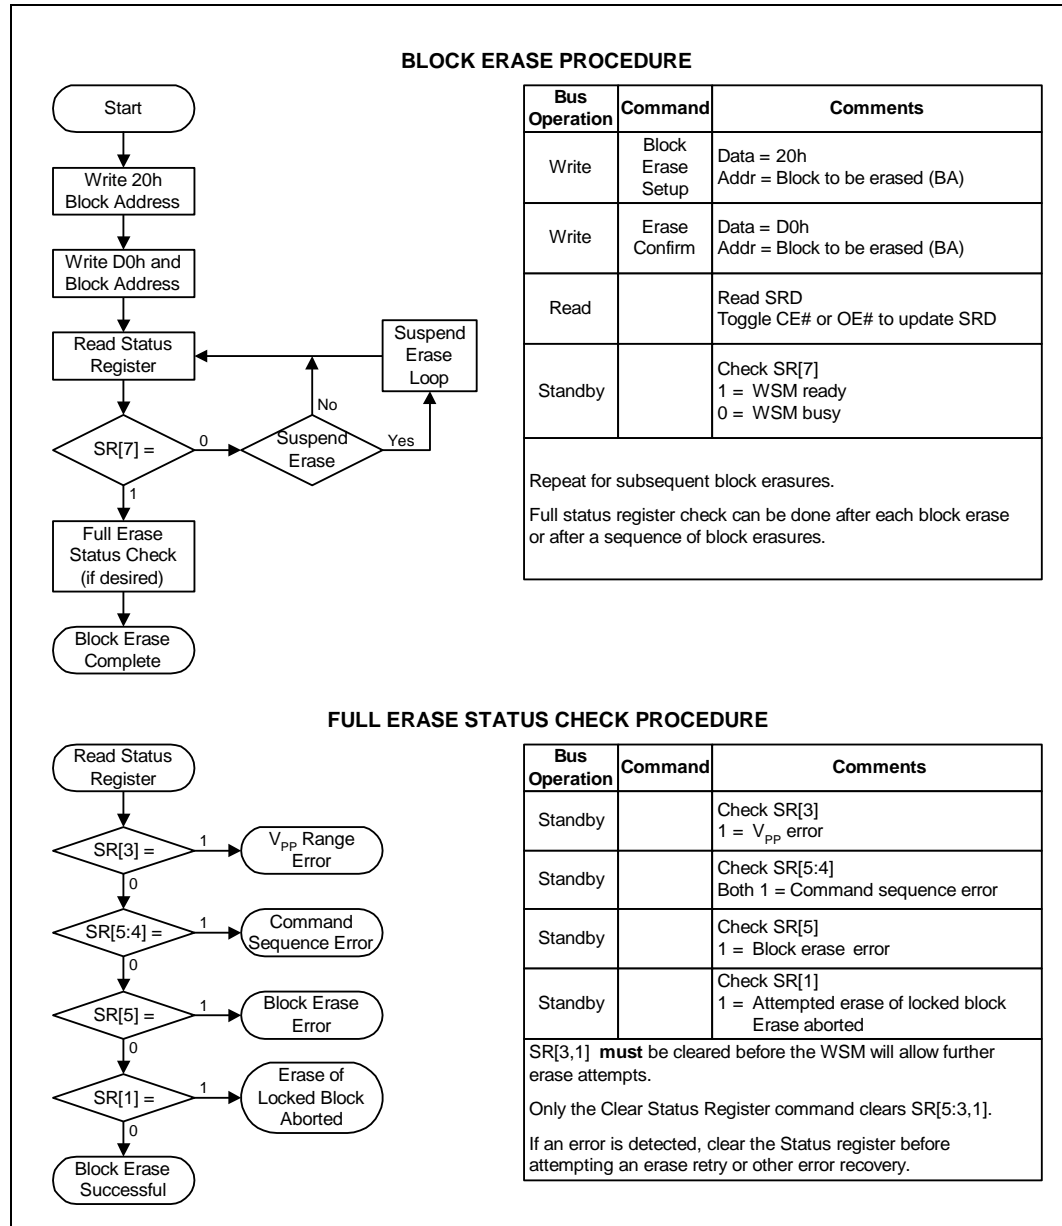 BLOCK ERASE PROCEDURE
Start
Write 20h
Block Address
Write D0h and
Block Address
Read Status
Register
Suspend
Erase
Loop
No
SR[7] =
0
Suspend
Erase
Yes
1
Full Erase
Status Check
(if desired)
Block Erase
Complete
Bus
Operation
Command
Comments
Write
Block
Erase
Setup
Data = 20h
Addr = Block to be erased (BA)
Write
Erase
Confirm
Data = D0h
Addr = Block to be erased (BA)
Read
Read SRD
Toggle CE# or OE# to update SRD
Standby
Check SR[7]
1 = WSM ready
0 = WSM busy
Repeat for subsequent block erasures.
Full status register check can be done after each block erase
or after a sequence of block erasures.
FULL ERASE STATUS CHECK PROCEDURE
Read Status
Register
SR[3] =
1
VPP Range
Error
0
SR[5:4] =
1
Command
Sequence Error
0
SR[5] =
1
Block Erase
Error
0
SR[1] =
1
Erase of
Locked Block
Aborted
0
Block Erase
Successful
Bus
Operation
Command
Comments
Standby
Check SR[3]
1 = VPP error
Standby
Check SR[5:4]
Both 1 = Command sequence error
Standby
Check SR[5]
1 = Block erase error
Standby
Check SR[1]
1 = Attempted erase of locked block
Erase aborted
SR[3,1] must be cleared before the WSM will allow further
erase attempts.
Only the Clear Status Register command clears SR[5:3,1].
If an error is detected, clear the Status register before
attempting an erase retry or other error recovery.